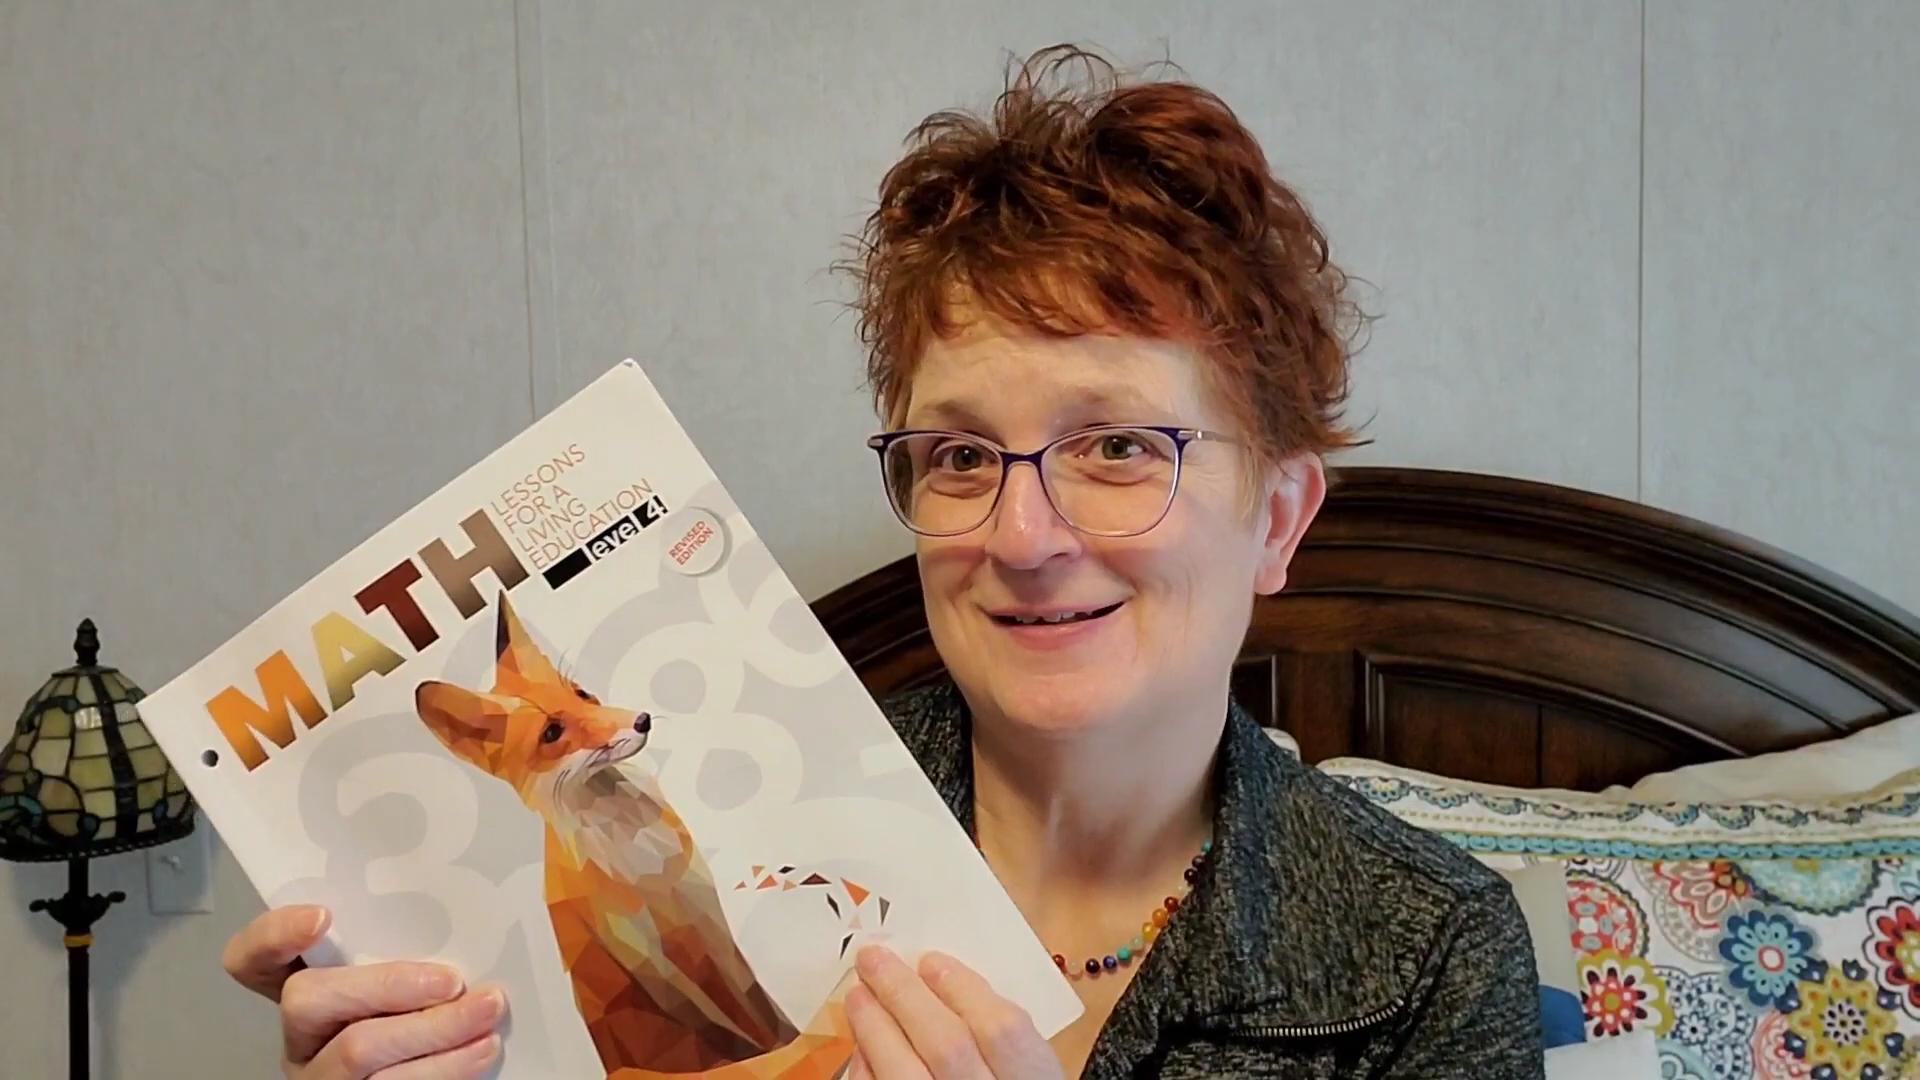 MATH
LESSONS
FOR A
LIVING
EDUCATION
level 4
REVISED
EDITION